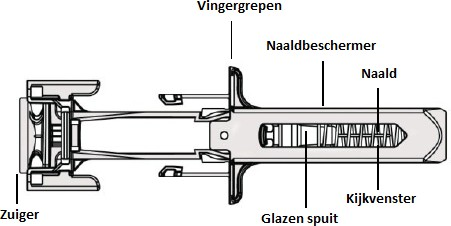 Vingergrepen
Naaldbeschermer
Naald
Kijkvenster
Glazen spuit
Zuiger